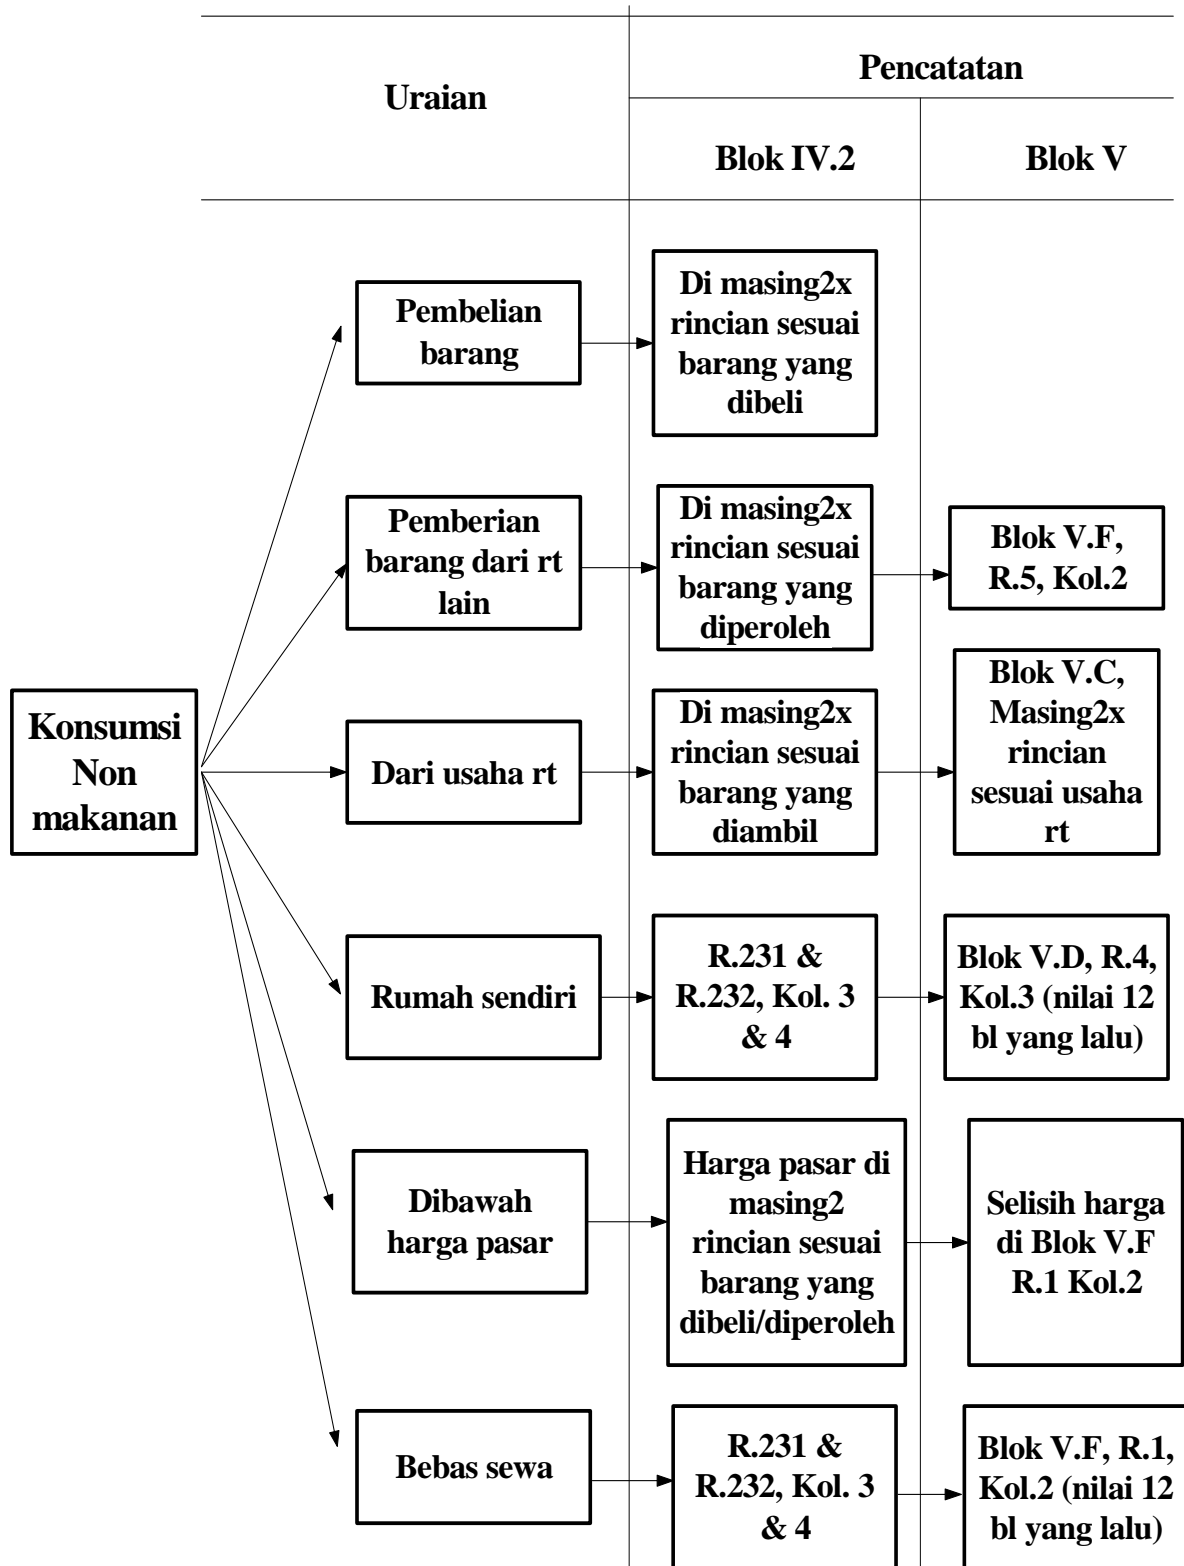 Uraian
Pencatatan
Blok IV.2
Blok V
Konsumsi
Non
makanan
Pembelian
barang
Di masing2x
rincian sesuai
barang yang
dibeli
Pemberian
barang dari rt
lain
Di masing2x
rincian sesuai
barang yang
diperoleh
Blok V.F,
R.5, Kol.2
Dari usaha rt
Di masing2x
rincian sesuai
barang yang
diambil
Blok V.C,
Masing2x
rincian
sesuai usaha
rt
Rumah sendiri
R.231 &
R.232, Kol. 3
& 4
Blok V.D, R.4,
Kol.3 (nilai 12
bl yang lalu)
Dibawah
harga pasar
Harga pasar di
masing2
rincian sesuai
barang yang
dibeli/diperoleh
Selisih harga
di Blok V.F
R.1 Kol.2
Bebas sewa
R.231 &
R.232, Kol. 3
& 4
Blok V.F, R.1,
Kol.2 (nilai 12
bl yang lalu)